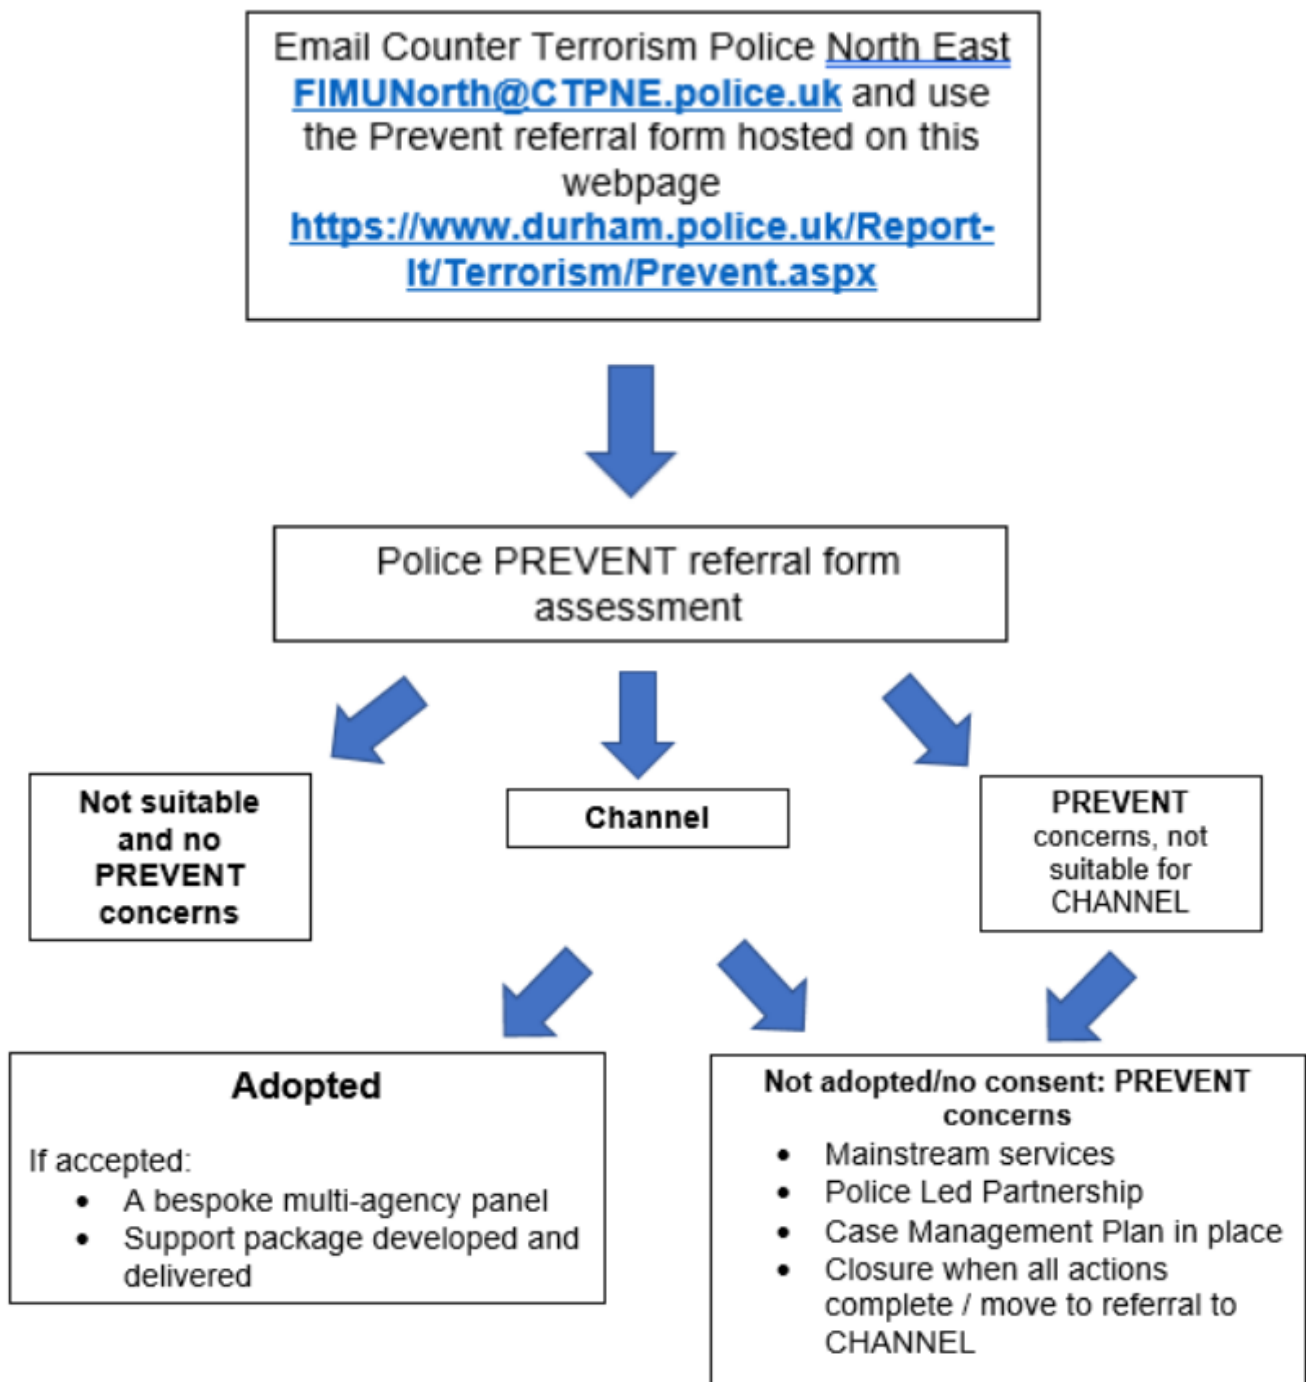 Email Counter Terrorism Police North East
FIMUNorth@CTPNE.police.uk and use
the Prevent referral form hosted on this
webpage
https://www.durham.police.uk/Report-
It/Terrorism/Prevent.aspx
Police PREVENT referral form
assessment
Not suitable
and no
PREVENT
concerns
Channel
PREVENT
concerns, not
suitable for
CHANNEL
Adopted
If accepted:
• A bespoke multi-agency panel
• Support package developed and
delivered
Not adopted/no consent: PREVENT
concerns
• Mainstream services
• Police Led Partnership
• Case Management Plan in place
• Closure when all actions
complete / move to referral to
CHANNEL